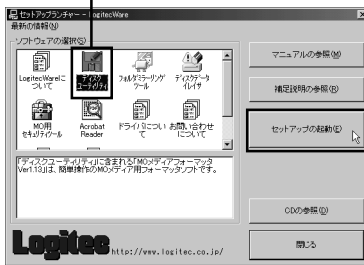 セットアップランチャー - LogitecWare
最新の情報(N)
ソフトウェアの選択(S)
LogitecWareについて
ディスクユーティリティ
フォルダミラーリングツール
ディスクデータイレイサ
MO用セキュリティツール
Acrobat Reader
ドライバについて
お問い合わせについて
「ディスクユーティリティ」に含まれる「MOメディアフォーマッタ
Ver1.13」は、簡単操作のMOメディア用フォーマッタソフトです。
マニュアルの参照(M)
補足説明の参照(R)
セットアップの起動(E)
CDの参照(D)
閉じる
Logitec http://www.logitec.co.jp/